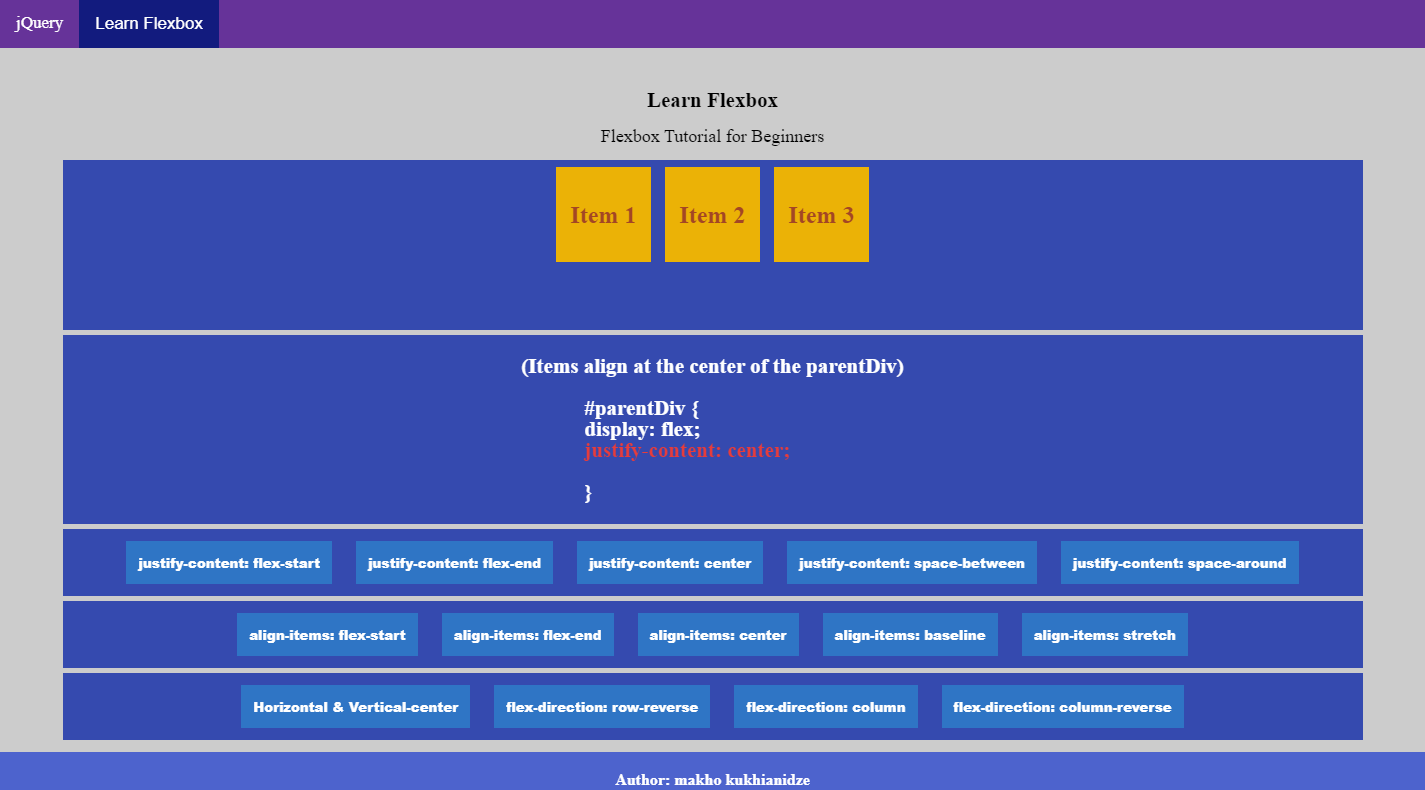 jQuery Learn Flexbox
Learn Flexbox
Flexbox Tutorial for Beginners
Item 1 Item 2 Item 3
(Items align at the center of the parentDiv)
#parentDiv {
display: flex;
justify-content: center;
}
justify-content: flex-start justify-content: flex-end justify-content: center justify-content: space-between justify-content: space-around
align-items: flex-start align-items: flex-end align-items: center align-items: baseline align-items: stretch
Horizontal & Vertical-center flex-direction: row-reverse flex-direction: column flex-direction: column-reverse
Author: makho kukhianidze